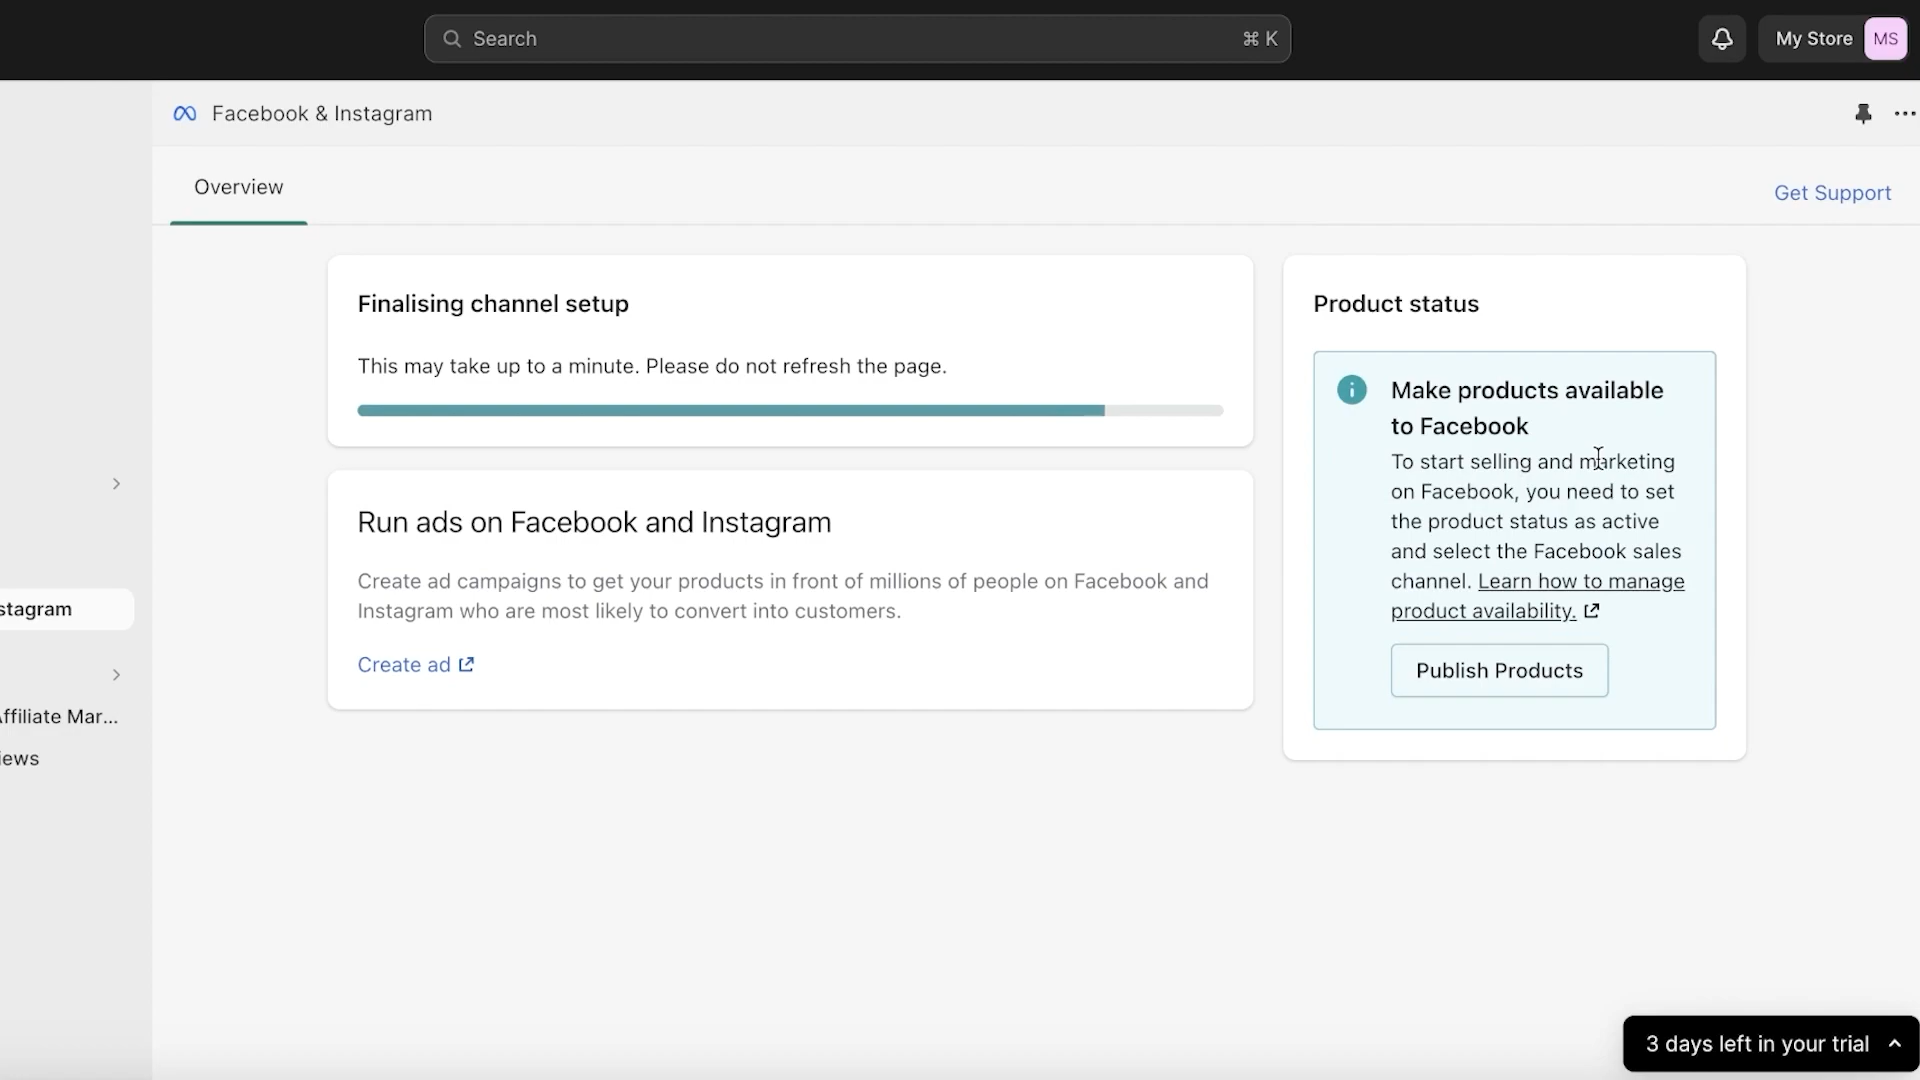 Search
⌘ K
My Store
MS
Facebook & Instagram
Overview
Get Support
Finalising channel setup
This may take up to a minute. Please do not refresh the page.
Run ads on Facebook and Instagram
Create ad campaigns to get your products in front of millions of people on Facebook and
Instagram who are most likely to convert into customers.
Create ad
Product status
Make products available
to Facebook
To start selling and marketing
on Facebook, you need to set
the product status as active
and select the Facebook sales
channel. Learn how to manage
product availability.
Publish Products
stagram
ffiliate Mar...
iews
3 days left in your trial